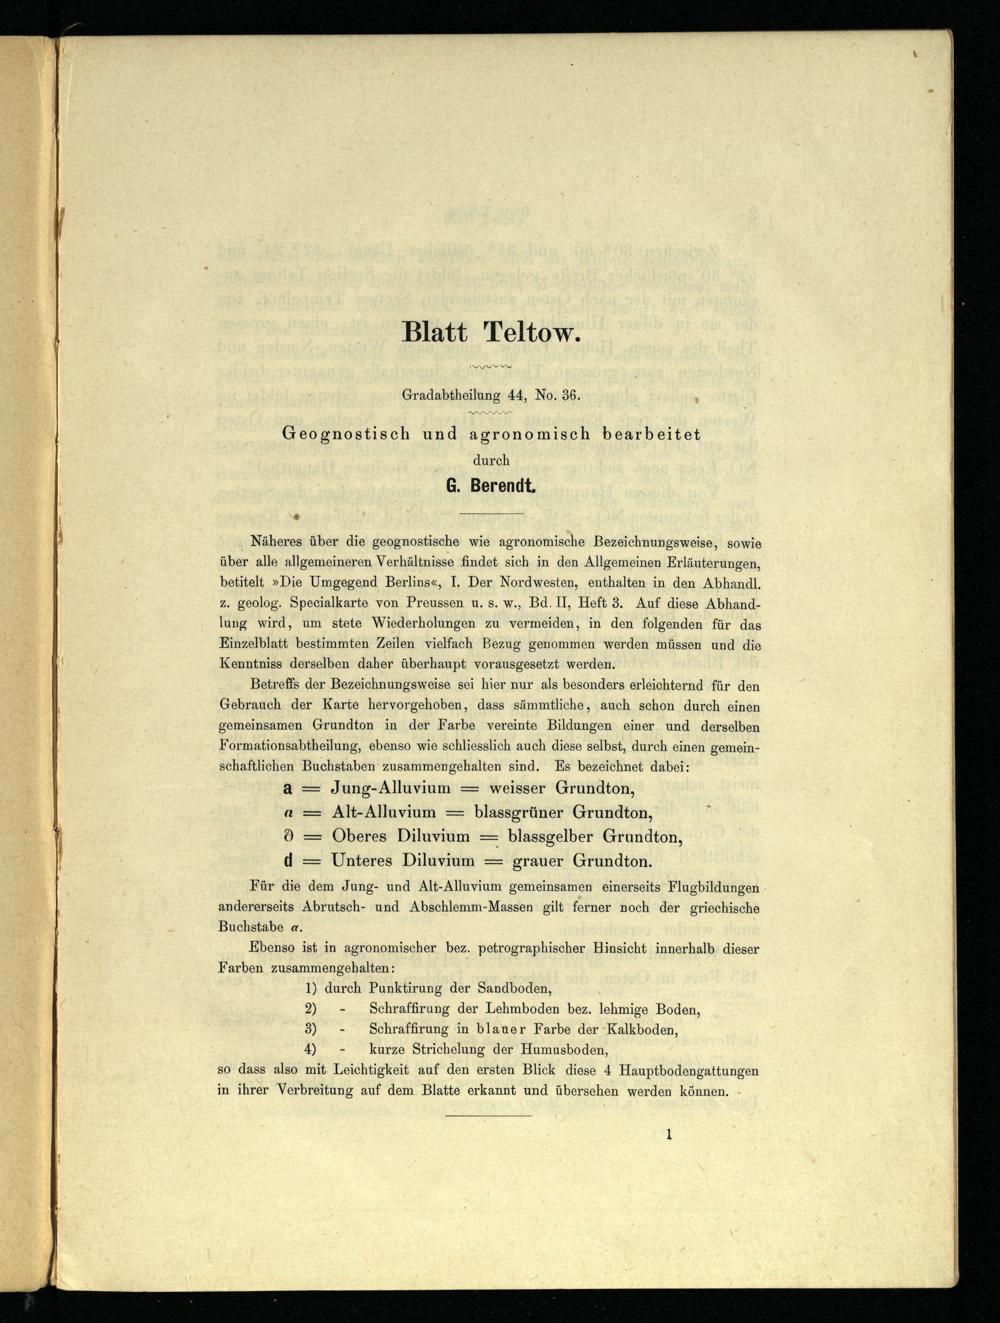 Blatt Teltow.
Gradabtheilung 44, No. 36.
Geognostisch und agronomisch bearbeitet
durch
G. Berendt.
Näheres über die geognostische wie agronomische Bezeichnungsweise, sowie
über alle allgemeineren Verhältnisse findet sich in den Allgemeinen Erläuterungen,
betitelt »Die Umgegend Berlins«, I. Der Nordwesten, enthalten in den Abhandl.
z. geolog. Specialkarte von Preussen u. s. w., Bd. II, Heft 3. Auf diese Abhand-
lung wird, um stete Wiederholungen zu vermeiden, in den folgenden für das
Einzelblatt bestimmten Zeilen vielfach Bezug genommen werden müssen und die
Kenntniss derselben daher überhaupt vorausgesetzt werden.
Betreffs der Bezeichnungsweise sei hier nur als besonders erleichternd für den
Gebrauch der Karte hervorgehoben, dass sämmtliche, auch schon durch einen
gemeinsamen Grundton in der Farbe vereinte Bildungen einer und derselben
Formationsabtheilung, ebenso wie schliesslich auch diese selbst, durch einen gemein-
schaftlichen Buchstaben zusammengehalten sind. Es bezeichnet dabei:
a = Jung-Alluvium = weisser Grundton,
a = Alt-Alluvium = blassgrüner Grundton,
∂ = Oberes Diluvium = blassgelber Grundton,
d = Unteres Diluvium = grauer Grundton.
Für die dem Jung- und Alt-Alluvium gemeinsamen einerseits Flugbildungen
andererseits Abrutsch- und Abschlemm-Massen gilt ferner noch der griechische
Buchstabe α.
Ebenso ist in agronomischer bez. petrographischer Hinsicht innerhalb dieser
Farben zusammengehalten:
1) durch Punktirung der Sandboden,
2) - Schraffirung der Lehmboden bez. lehmige Boden,
3) - Schraffirung in blauer Farbe der Kalkboden,
4) - kurze Strichelung der Humusboden,
so dass also mit Leichtigkeit auf den ersten Blick diese 4 Hauptbodengattungen
in ihrer Verbreitung auf dem Blatte erkannt und übersehen werden können.
1